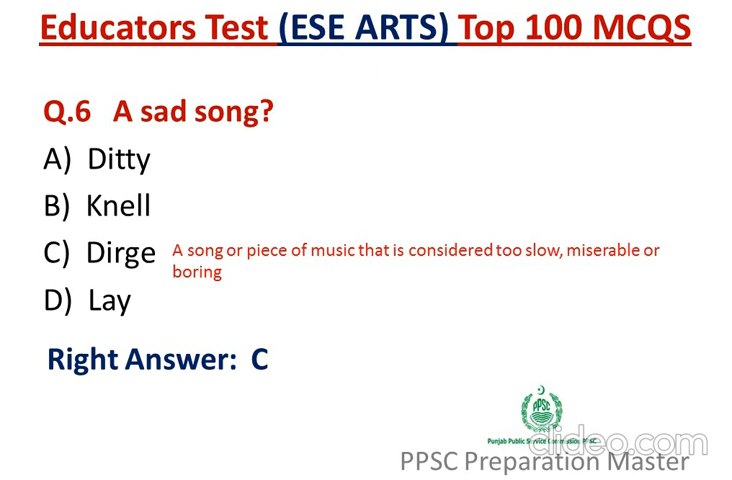 Educators Test (ESE ARTS) Top 100 MCQS
Q.6 A sad song?
A) Ditty
B) Knell
C) Dirge A song or piece of music that is considered too slow, miserable or
boring
D) Lay
Right Answer: C
PPSC
Punjab Public Service Commission, PPSC
clideo.com
PPSC Preparation Master